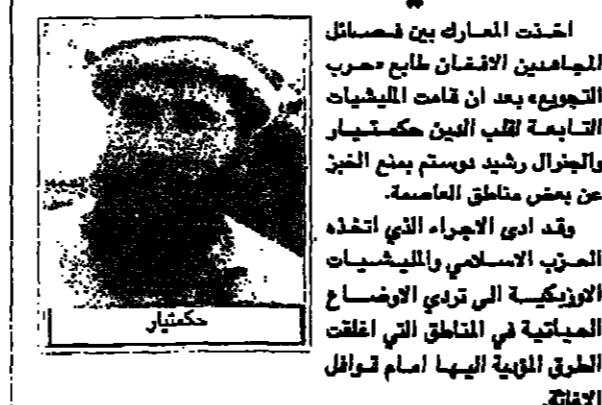 اخذت المعارك بين فصائل
المجاهدين الافغان طابع «حرب
التجويع» بعد ان قامت المليشيات
التابعة لقلب الدين حكمتيار
والجنرال رشيد دوستم بمنع الخبز
عن بعض مناطق العاصمة.
وقد ادى الاجراء الذي اتخذه
الحزب الاسلامي والمليشيات
الاوزبكية الى تردي الاوضاع
الحياتية في المناطق التي اغلقت
الطرق المؤدية اليها امام قوافل
الاغاثة.
حكمتيار